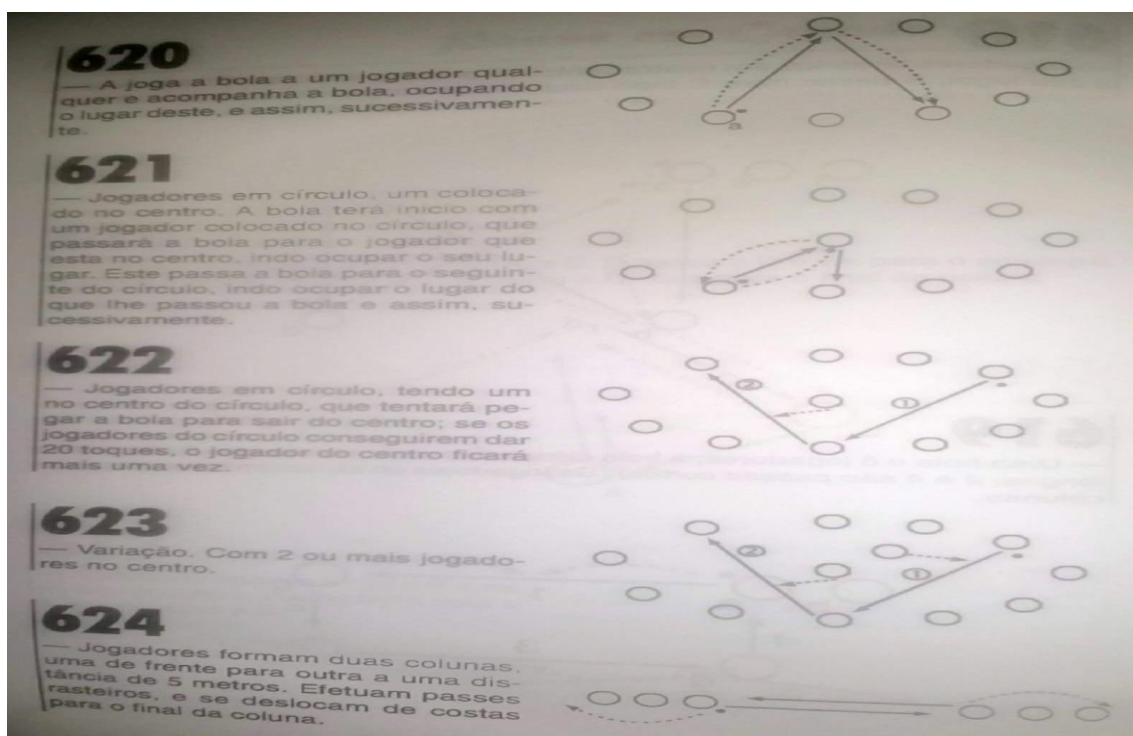 620
— A joga a bola a um jogador qual-
quer e acompanha a bola, ocupando
o lugar deste, e assim, sucessivamen-
te.
a
621
— Jogadores em círculo, um coloca-
do no centro. A bola terá início com
um jogador colocado no círculo, que
passará a bola para o jogador que
esta no centro, indo ocupar o seu lu-
gar. Este passa a bola para o seguin-
te do círculo, indo ocupar o lugar do
que lhe passou a bola e assim, su-
cessivamente.
622
— Jogadores em círculo, tendo um
no centro do círculo, que tentará pe-
gar a bola para sair do centro; se os
jogadores do círculo conseguirem dar
20 toques, o jogador do centro ficará
mais uma vez.
2
1
623
— Variação. Com 2 ou mais jogado-
res no centro.
2
1
624
— Jogadores formam duas colunas,
uma de frente para outra a uma dis-
tância de 5 metros. Efetuam passes
rasteiros, e se deslocam de costas
para o final da coluna.